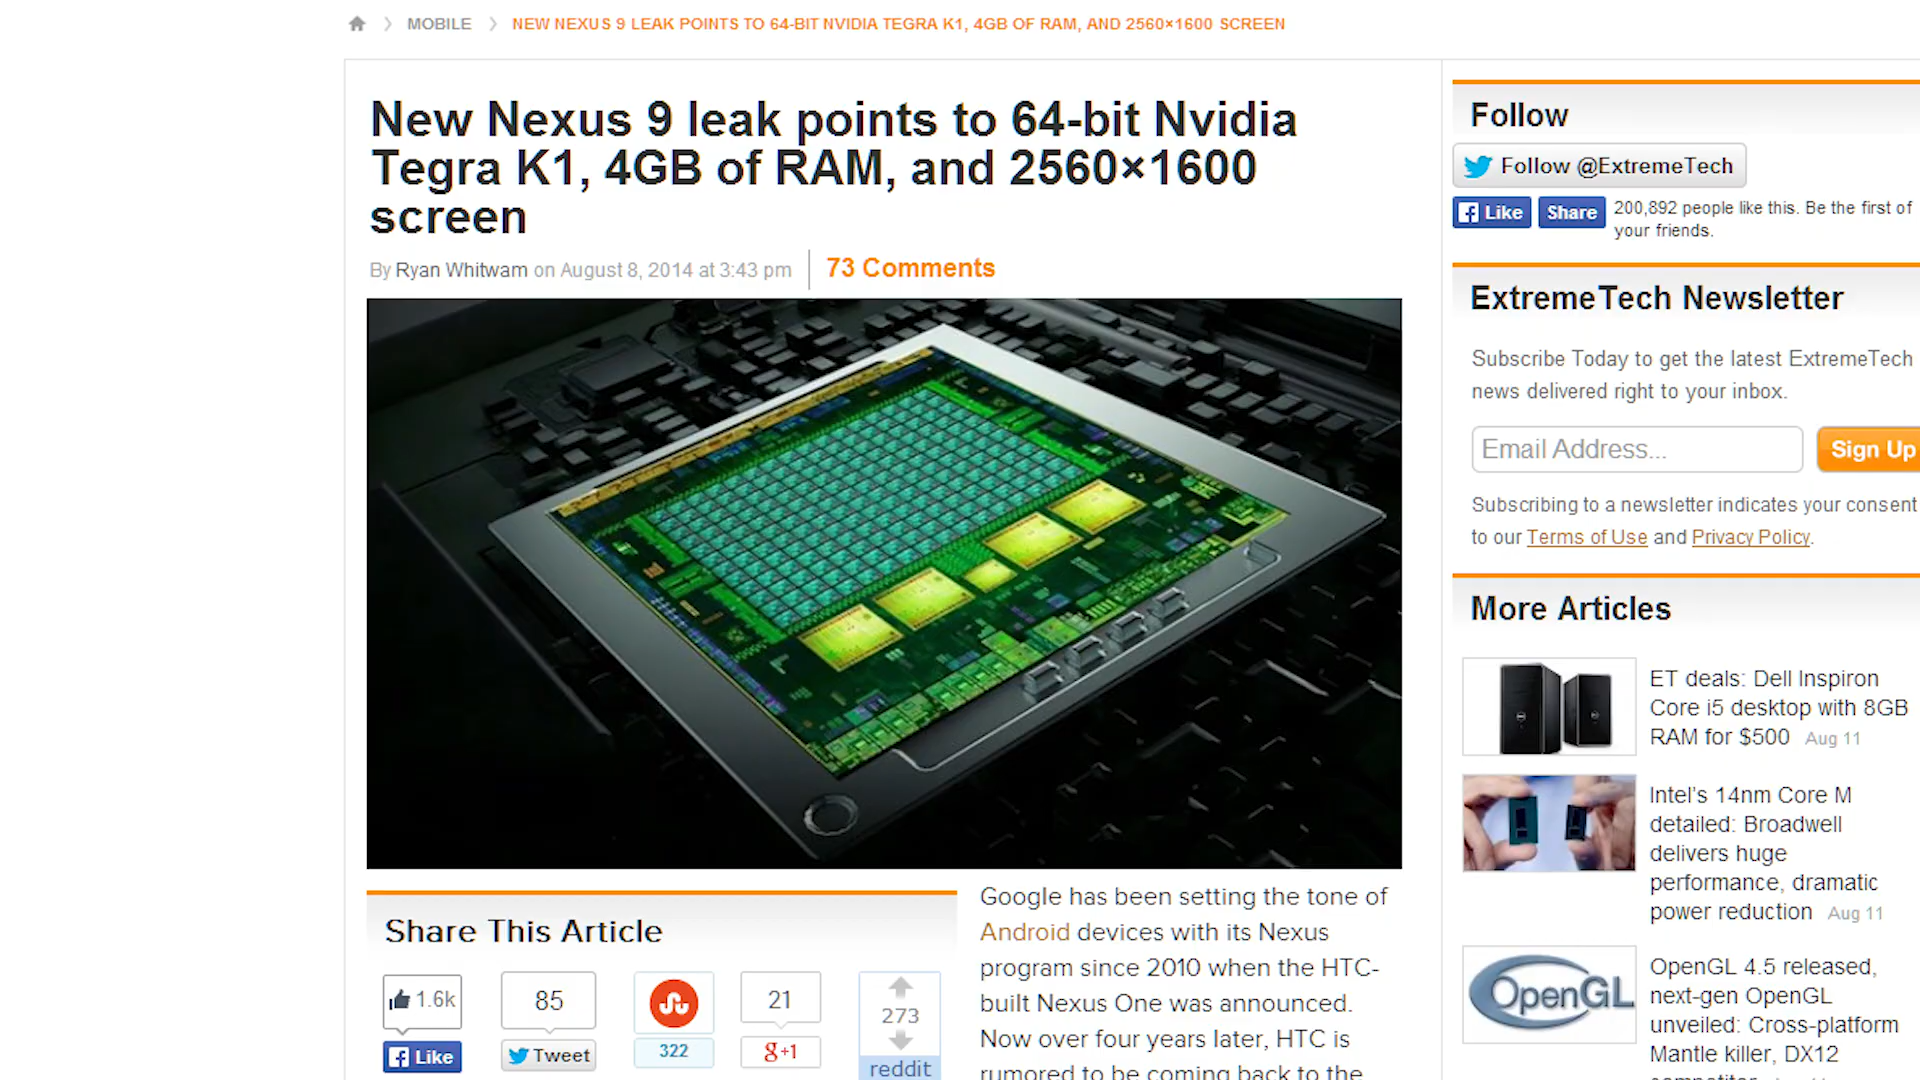 MOBILE
NEW NEXUS 9 LEAK POINTS TO 64-BIT NVIDIA TEGRA K1, 4GB OF RAM, AND 2560×1600 SCREEN
New Nexus 9 leak points to 64-bit Nvidia
Tegra K1, 4GB of RAM, and 2560×1600
screen
By Ryan Whitwam on August 8, 2014 at 3:43 pm
73 Comments
Share This Article
1.6k
Like
85
Tweet
322
21
g+1
273
reddit
Google has been setting the tone of
Android devices with its Nexus
program since 2010 when the HTC-
built Nexus One was announced.
Now over four years later, HTC is
rumored to be coming back to the
Follow
Follow @ExtremeTech
Like
Share
200,892 people like this. Be the first of
your friends.
ExtremeTech Newsletter
Subscribe Today to get the latest ExtremeTech
news delivered right to your inbox.
Email Address...
Sign Up
Subscribing to a newsletter indicates your consent
to our Terms of Use and Privacy Policy.
More Articles
ET deals: Dell Inspiron
Core i5 desktop with 8GB
RAM for $500 Aug 11
Intel's 14nm Core M
detailed: Broadwell
delivers huge
performance, dramatic
power reduction Aug 11
OpenGL
OpenGL 4.5 released,
next-gen OpenGL
unveiled: Cross-platform
Mantle killer, DX12